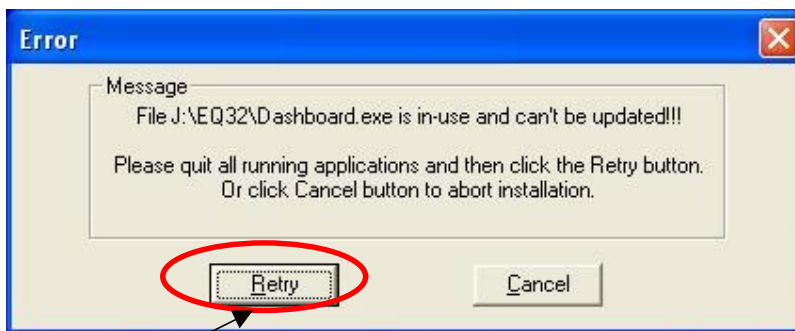 Error
Message
File J:\EQ32\Dashboard.exe is in-use and can't be updated!!!
Please quit all running applications and then click the Retry button.
Or click Cancel button to abort installation.
Retry
Cancel